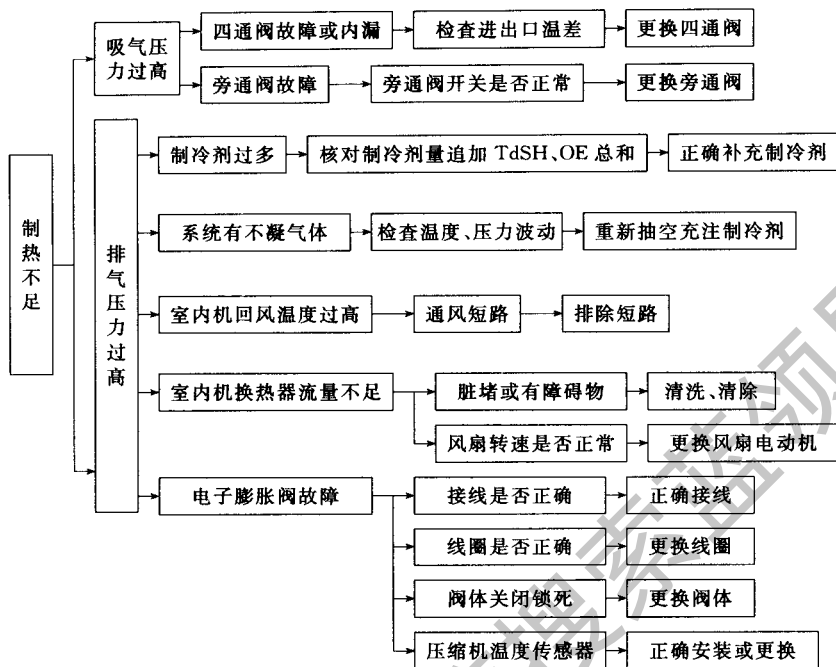 吸气压
力过高
四通阀故障或内漏
检查进出口温差
更换四通阀
旁通阀故障
旁通阀开关是否正常
更换旁通阀
制热不足
排气压力过高
制冷剂过多
核对制冷剂量追加 TdSH、OE 总和
正确补充制冷剂
系统有不凝气体
检查温度、压力波动
重新抽空充注制冷剂
室内机回风温度过高
通风短路
排除短路
室内机换热器流量不足
脏堵或有障碍物
清洗、清除
风扇转速是否正常
更换风扇电动机
电子膨胀阀故障
接线是否正确
正确接线
线圈是否正确
更换线圈
阀体关闭锁死
更换阀体
压缩机温度传感器
正确安装或更换
搜索蓝领